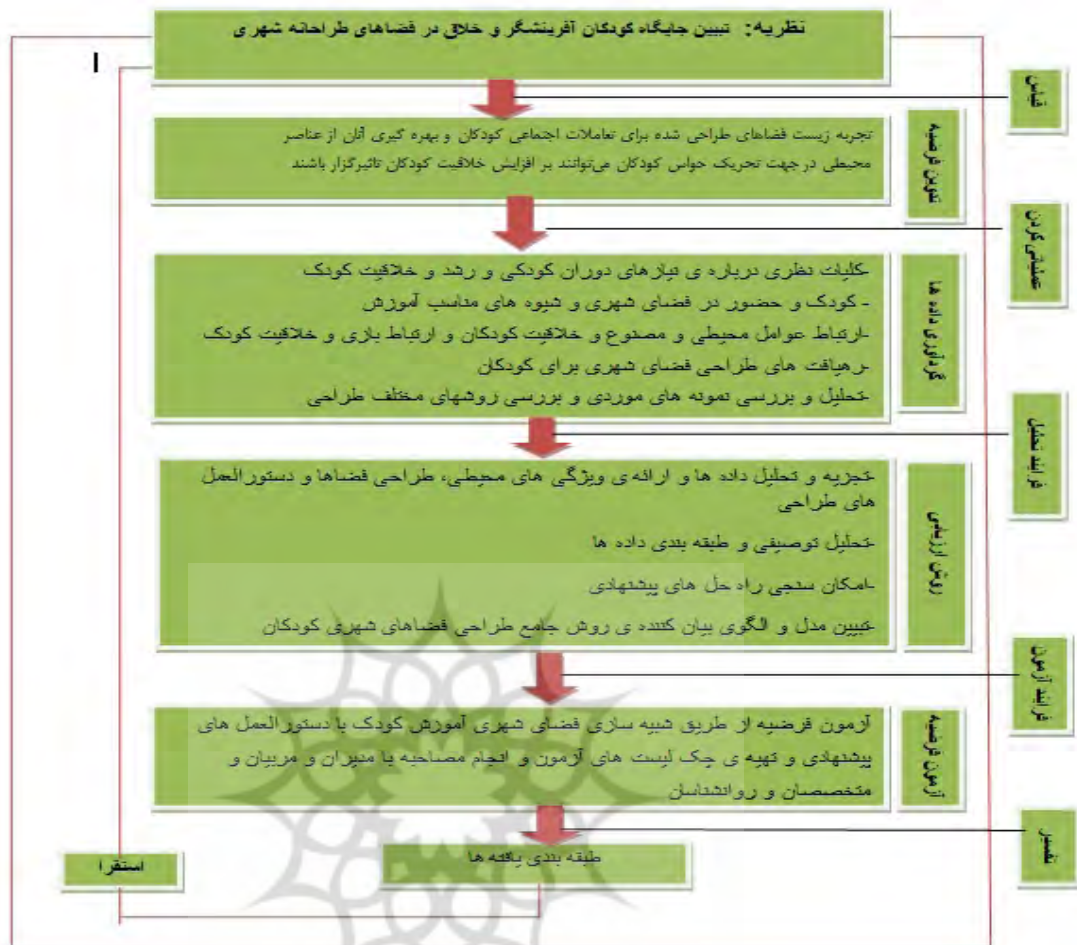 نظریه: تبیین جایگاه کودکان آفرینشگر و خلاق در فضاهای طراحانه شهری
قیاس
تدوین فرضیه
تجربه زیست فضاهای طراحی شده برای تعاملات اجتماعی کودکان و بهره گیری آنان از عناصر
محیطی در جهت تحریک حواس کودکان می‌توانند بر افزایش خلاقیت کودکان تاثیرگزار باشند
عملیاتی کردن
گردآوری داده ها
-کلیات نظری درباره ی نیازهای دوران کودکی و رشد و خلاقیت کودک
- کودک و حضور در فضای شهری و شیوه های مناسب آموزش
-ارتباط عوامل محیطی و مصنوع و خلاقیت کودکان و ارتباط بازی و خلاقیت کودک
-رهیافت های طراحی فضای شهری برای کودکان
-تحلیل و بررسی نمونه های موردی و بررسی روشهای مختلف طراحی
فرایند تحلیل
روش ارزیابی
-تجزیه و تحلیل داده ها و ارائه ی ویژگی های محیطی، طراحی فضاها و دستورالعمل
های طراحی
-تحلیل توصیفی و طبقه بندی داده ها
-امکان سنجی راه حل های پیشنهادی
-تبیین مدل و الگوی بیان کننده ی روش جامع طراحی فضاهای شهری کودکان
فرایند آزمون
آزمون فرضیه
آزمون فرضیه از طریق شبیه سازی فضای شهری آموزش کودک با دستورالعمل های
پیشنهادی و تهیه ی چک لیست های آزمون و انجام مصاحبه با مدیران و مربیان و
متخصصان و روانشناسان
تفسیر
طبقه بندی یافته ها
استقرا